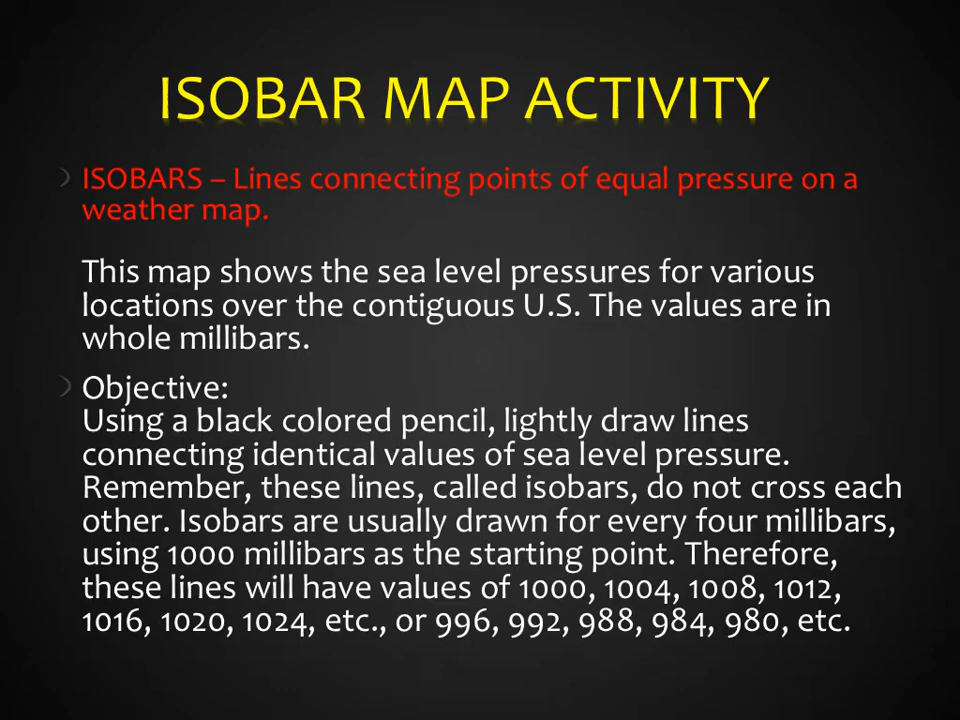 ISOBAR MAP ACTIVITY
ISOBARS – Lines connecting points of equal pressure on a
weather map.
This map shows the sea level pressures for various
locations over the contiguous U.S. The values are in
whole millibars.
Objective:
Using a black colored pencil, lightly draw lines
connecting identical values of sea level pressure.
Remember, these lines, called isobars, do not cross each
other. Isobars are usually drawn for every four millibars,
using 1000 millibars as the starting point. Therefore,
these lines will have values of 1000, 1004, 1008, 1012,
1016, 1020, 1024, etc., or 996, 992, 988, 984, 980, etc.